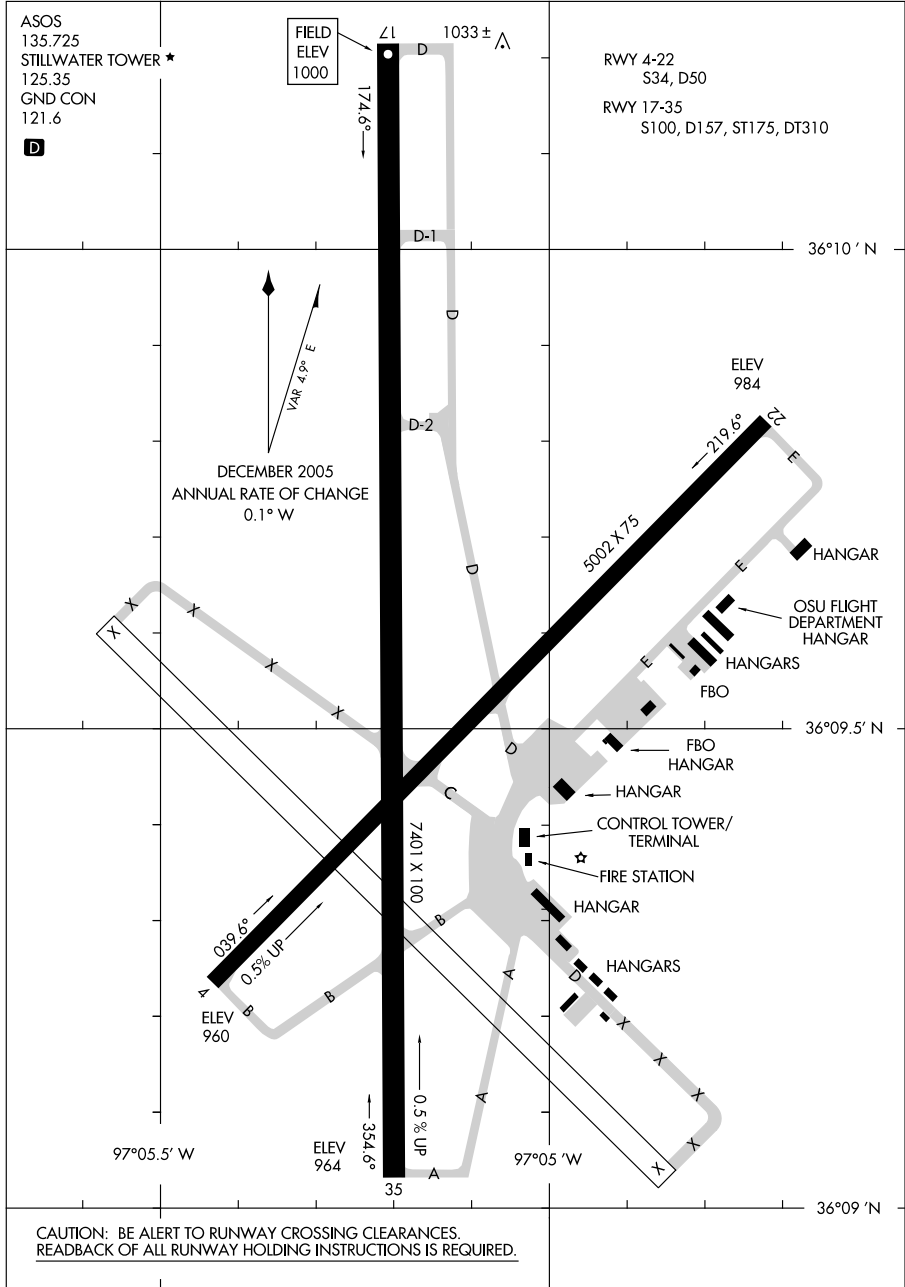 ASOS
135.725
STILLWATER TOWER ★
125.35
GND CON
121.6
D
FIELD
ELEV
1000
17
1033 ±
D
RWY 4-22
S34, D50
RWY 17-35
S100, D157, ST175, DT310
174.6°
D-1
36°10 ' N
VAR 4.9° E
D
ELEV
984
22
D-2
219.6°
E
DECEMBER 2005
ANNUAL RATE OF CHANGE
0.1° W
5002 X 75
HANGAR
D
E
X
X
X
OSU FLIGHT
DEPARTMENT
HANGAR
E
HANGARS
X
FBO
X
D
36°09.5' N
FBO
HANGAR
C
HANGAR
7401 X 100
CONTROL TOWER/
TERMINAL
FIRE STATION
HANGAR
B
039.6°
0.5% UP
A
HANGARS
D
4
B
B
ELEV
960
X
X
0.5 % UP
A
X
354.6°
X
97°05.5' W
ELEV
964
97°05 'W
A
X
35
36°09 'N
CAUTION: BE ALERT TO RUNWAY CROSSING CLEARANCES.
READBACK OF ALL RUNWAY HOLDING INSTRUCTIONS IS REQUIRED.